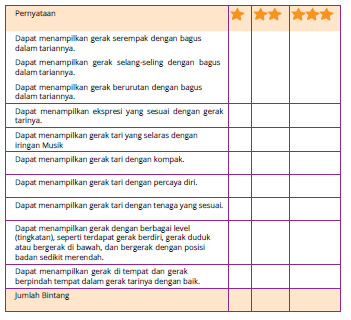 Pernyataan
Dapat menampilkan gerak serempak dengan bagus
dalam tariannya.
Dapat menampilkan gerak selang-seling dengan bagus
dalam tariannya.
Dapat menampilkan gerak berurutan dengan bagus
dalam tariannya.
Dapat menampilkan ekspresi yang sesuai dengan gerak
tarinya.
Dapat menampilkan gerak tari yang selaras dengan
iringan Musik
Dapat menampilkan gerak tari dengan kompak.
Dapat menampilkan gerak tari dengan percaya diri.
Dapat menampilkan gerak tari dengan tenaga yang sesuai.
Dapat menampilkan gerak dengan berbagai level
(tingkatan), seperti terdapat gerak berdiri, gerak duduk
atau bergerak di bawah, dan bergerak dengan posisi
badan sedikit merendah.
Dapat menampilkan gerak di tempat dan gerak
berpindah tempat dalam gerak tarinya dengan baik.
Jumlah Bintang